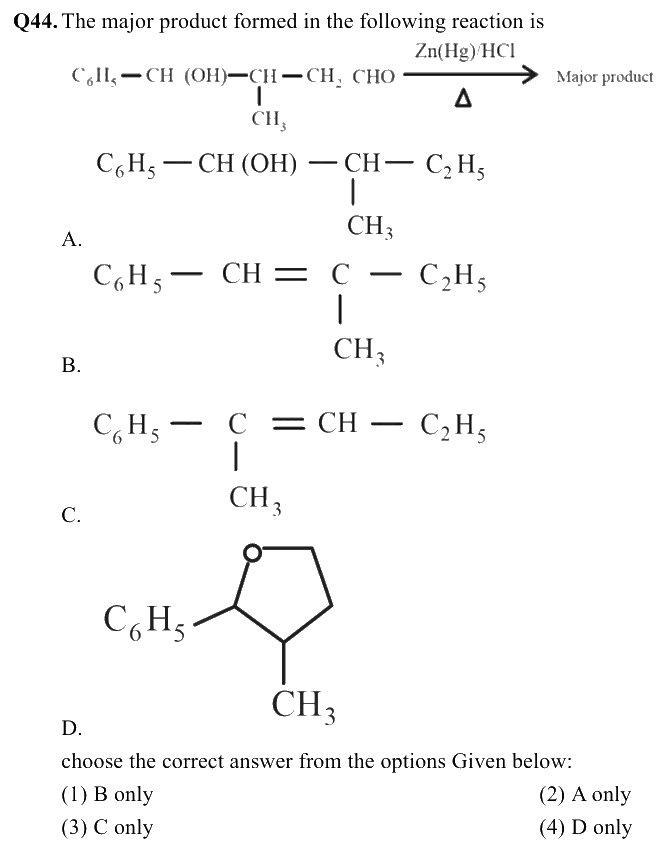 Q44. The major product formed in the following reaction is
Zn(Hg)/HCl
C₆H₅—CH (OH)—CH—CH₂ CHO Major product
Δ
CH₃
C₆H₅ — CH (OH) — CH — C₂H₅
CH₃
A.
C₆H₅ — CH = C — C₂H₅
CH₃
B.
C₆H₅ — C = CH — C₂H₅
CH₃
C.
O
C₆H₅
CH₃
D.
choose the correct answer from the options Given below:
(1) B only (2) A only
(3) C only (4) D only